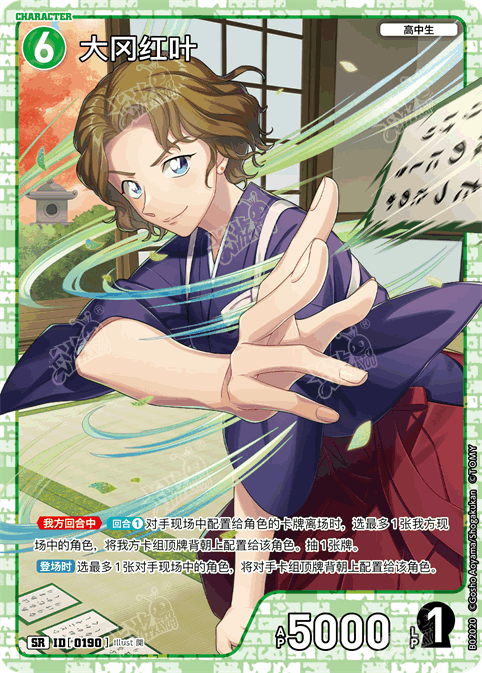 CHARACTER
6
大冈红叶
高中生
我方回合中 回合1 对手现场中配置给角色的卡牌离场时，选最多1张我方现
场中的角色，将我方卡组顶牌背朝上配置给该角色。抽1张牌。
登场时 选最多1张对手现场中的角色，将对手卡组顶牌背朝上配置给该角色。
SR ID[ 0190 ] Illust 閑
AP 5000
LP 1
B02020 ©Gosho Aoyama/Shogakukan ©TOMY